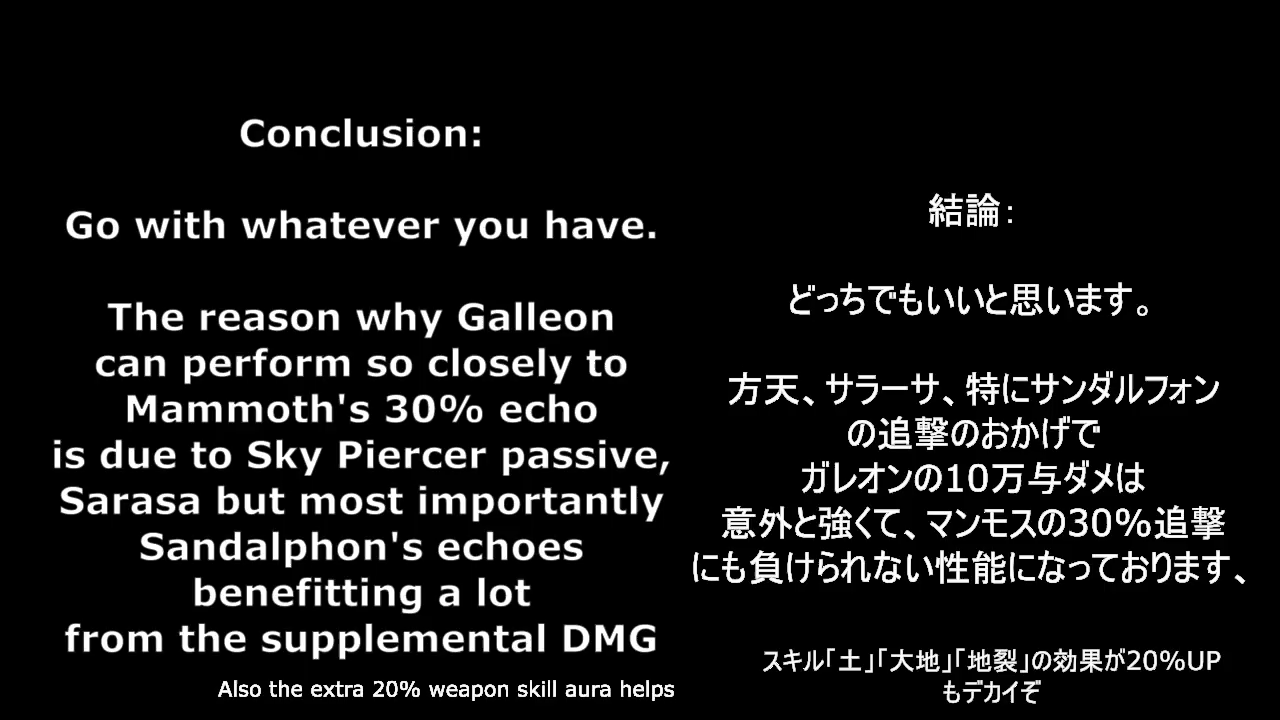 Conclusion:
Go with whatever you have.
The reason why Galleon
can perform so closely to
Mammoth's 30% echo
is due to Sky Piercer passive,
Sarasa but most importantly
Sandalphon's echoes
benefitting a lot
from the supplemental DMG
Also the extra 20% weapon skill aura helps
結論：
どっちでもいいと思います。
方天、サラーサ、特にサンダルフォン
の追撃のおかげで
ガレオンの10万与ダメは
意外と強くて、マンモスの30%追撃
にも負けられない性能になっております、
スキル「土」「大地」「地裂」の効果が20%UP
もデカイぞ